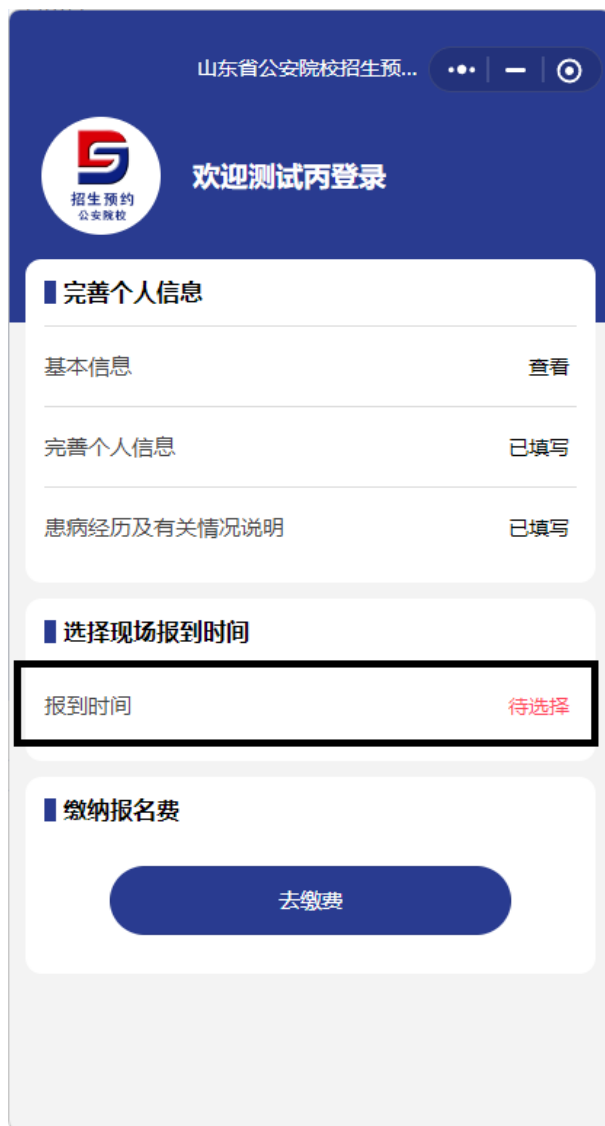 山东省公安院校招生预...
招生预约
公安院校
欢迎测试丙登录
完善个人信息
基本信息 查看
完善个人信息 已填写
患病经历及有关情况说明 已填写
选择现场报到时间
报到时间 待选择
缴纳报名费
去缴费